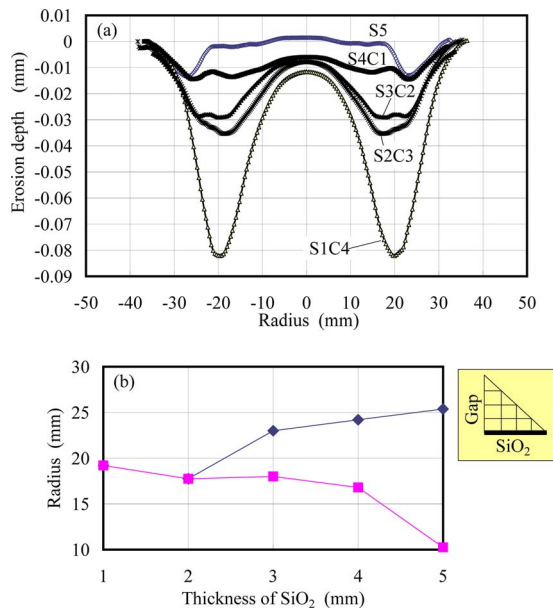 (a)
S5
S4C1
S3C2
S2C3
S1C4
Erosion depth (mm)
0
-0.01
-0.02
-0.03
-0.04
-0.05
-0.06
-0.07
-0.08
-0.09
-50 -40 -30 -20 -10 0 10 20 30 40 50
Radius (mm)
(b)
Radius (mm)
30
25
20
15
10
1 2 3 4 5
Thickness of SiO₂ (mm)
Gap
SiO₂